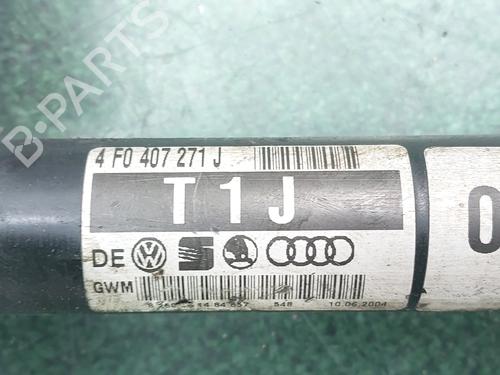 B-PARTS
4 F0 407 271 J
T 1 J
0
DE
GWM
548 10.06.2004